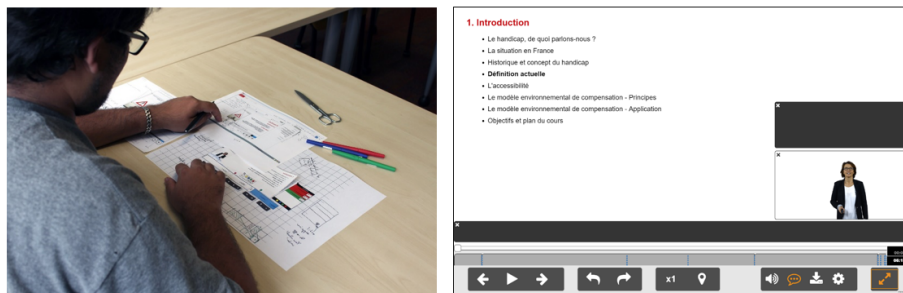 1. Introduction
Le handicap, de quoi parlons-nous ?
La situation en France
Historique et concept du handicap
Définition actuelle
L'accessibilité
Le modèle environnemental de compensation - Principes
Le modèle environnemental de compensation - Application
Objectifs et plan du cours
x1